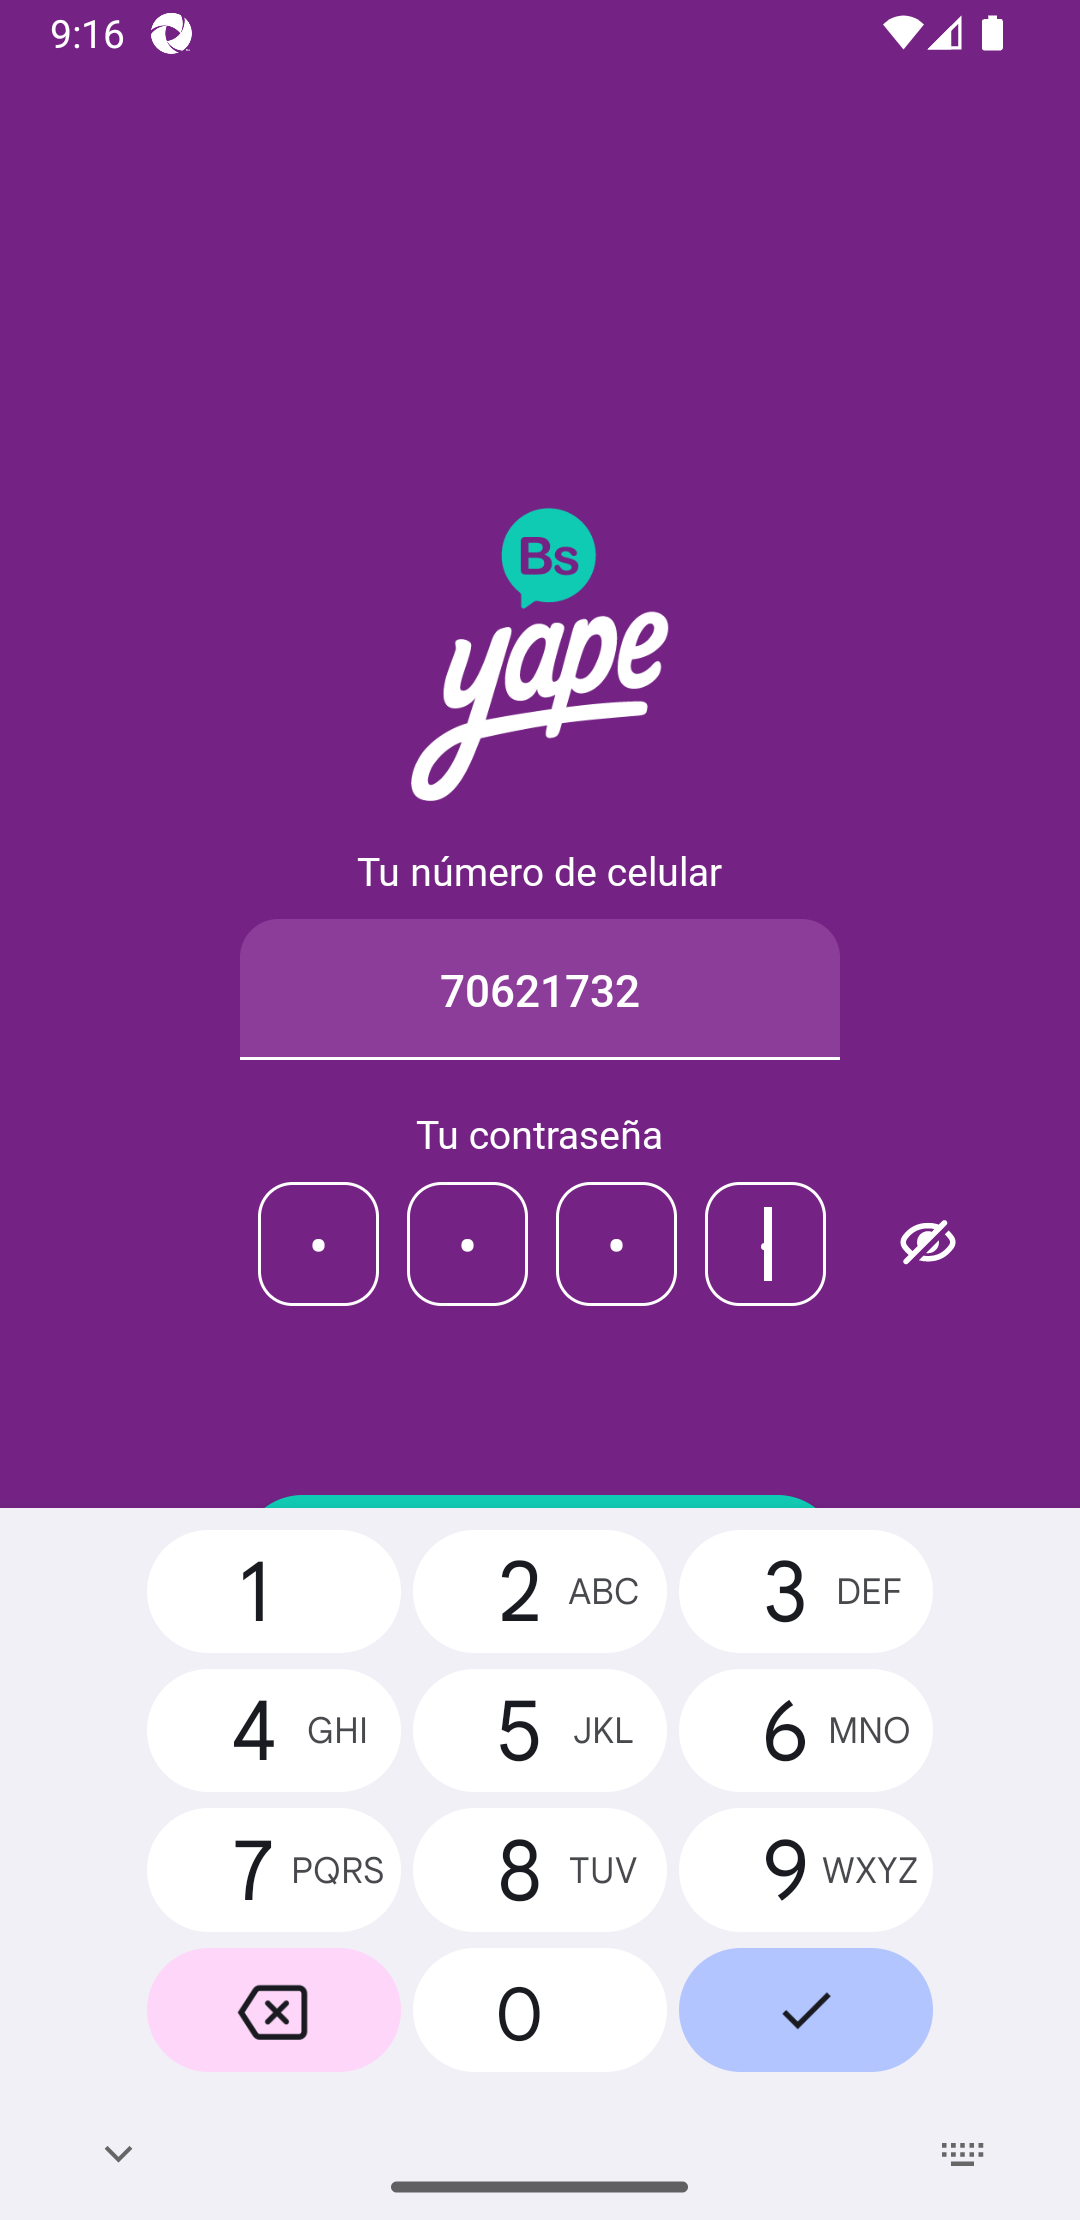 9:16
Bs
yape
Tu número de celular
70621732
Tu contraseña
1
2 ABC
3 DEF
4 GHI
5 JKL
6 MNO
7 PQRS
8 TUV
9 WXYZ
0